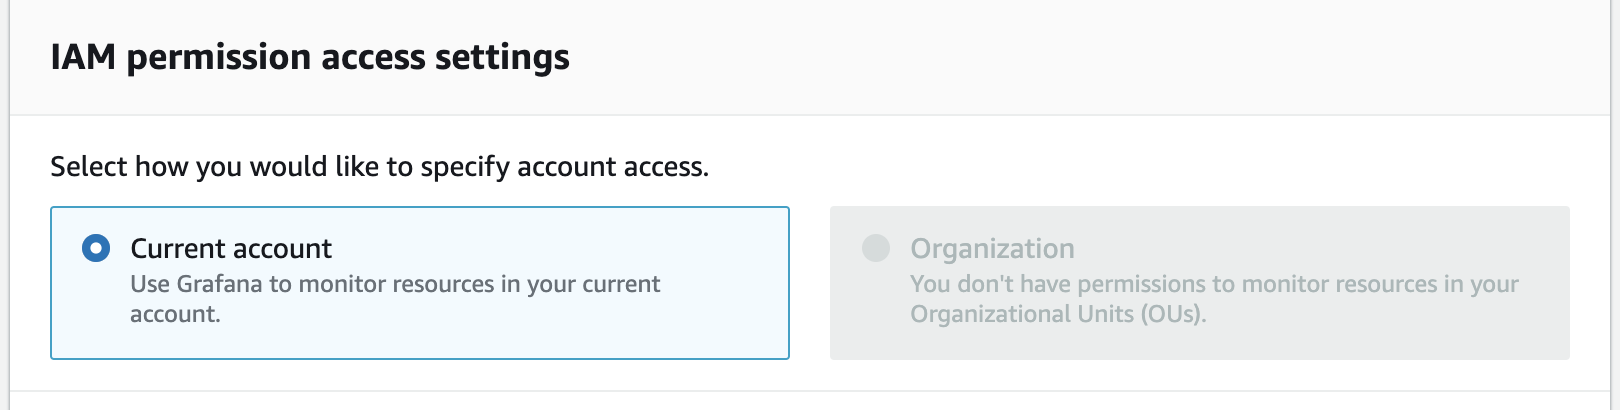 IAM permission access settings
Select how you would like to specify account access.
Current account
Use Grafana to monitor resources in your current
account.
Organization
You don't have permissions to monitor resources in your
Organizational Units (OUs).